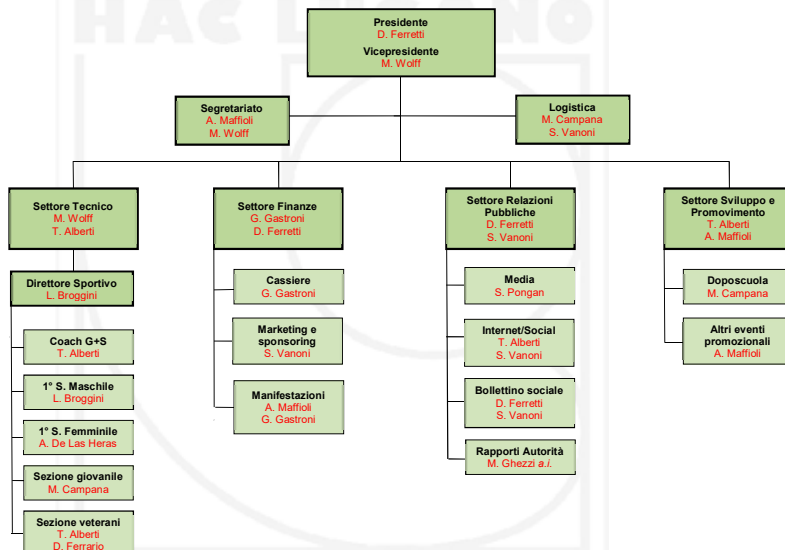 HAC LUGANO
Presidente
D. Ferretti
Vicepresidente
M. Wolff
Segretariato
A. Maffioli
M. Wolff
Logistica
M. Campana
S. Vanoni
Settore Tecnico
M. Wolff
T. Alberti
Settore Finanze
G. Gastroni
D. Ferretti
Settore Relazioni
Pubbliche
D. Ferretti
S. Vanoni
Settore Sviluppo e
Promovimento
T. Alberti
A. Maffioli
Direttore Sportivo
L. Broggini
Coach G+S
T. Alberti
1° S. Maschile
L. Broggini
1° S. Femminile
A. De Las Heras
Sezione giovanile
M. Campana
Sezione veterani
T. Alberti
D. Ferrario
Cassiere
G. Gastroni
Marketing e
sponsoring
S. Vanoni
Manifestazioni
A. Maffioli
G. Gastroni
Media
S. Pongan
Internet/Social
T. Alberti
S. Vanoni
Bollettino sociale
D. Ferretti
S. Vanoni
Rapporti Autorità
M. Ghezzi a.i.
Doposcuola
M. Campana
Altri eventi
promozionali
A. Maffioli